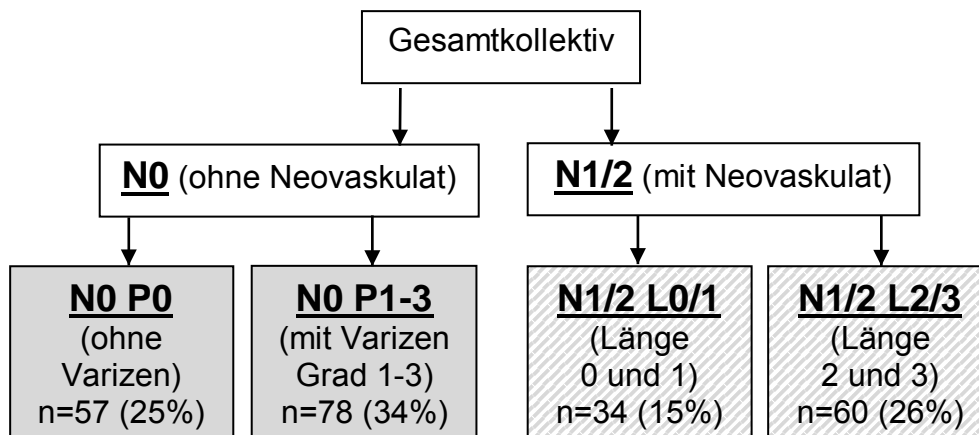 Gesamtkollektiv
N0 (ohne Neovaskulat)
N1/2 (mit Neovaskulat)
N0 P0
(ohne
Varizen)
n=57 (25%)
N0 P1-3
(mit Varizen
Grad 1-3)
n=78 (34%)
N1/2 L0/1
(Länge
0 und 1)
n=34 (15%)
N1/2 L2/3
(Länge
2 und 3)
n=60 (26%)